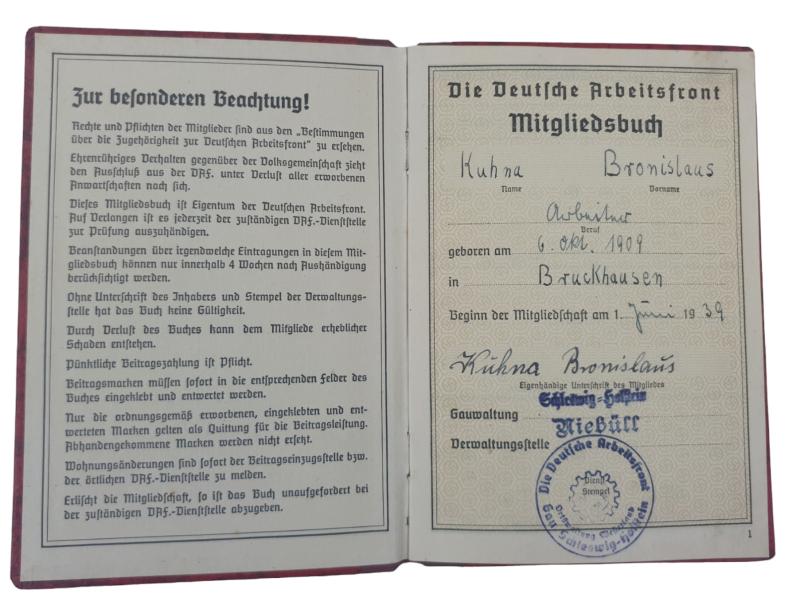 Zur besonderen Beachtung!
Rechte und Pflichten der Mitglieder sind aus den „Bestimmungen
über die Zugehörigkeit zur Deutschen Arbeitsfront“ zu ersehen.
Ehrenrühriges Verhalten gegenüber der Volksgemeinschaft zieht
den Ausschluß aus der DAF. unter Verlust aller erworbenen
Anwartschaften nach sich.
Dieses Mitgliedsbuch ist Eigentum der Deutschen Arbeitsfront.
Auf Verlangen ist es jederzeit der zuständigen DAF.-Dienststelle
zur Prüfung auszuhändigen.
Beanstandungen über irgendwelche Eintragungen in diesem Mit-
gliedsbuch können nur innerhalb 4 Wochen nach Aushändigung
berücksichtigt werden.
Ohne Unterschrift des Inhabers und Stempel der Verwaltungs-
stelle hat das Buch keine Gültigkeit.
Durch Verlust des Buches kann dem Mitgliede erheblicher
Schaden entstehen.
Pünktliche Beitragszahlung ist Pflicht.
Beitragsmarken müssen sofort in die entsprechenden Felder des
Buches eingeklebt und entwertet werden.
Nur die ordnungsgemäß erworbenen, eingeklebten und ent-
werteten Marken gelten als Quittung für die Beitragsleistung.
Abhandengekommene Marken werden nicht ersetzt.
Wohnungsänderungen sind sofort der Beitragseinzugsstelle bzw.
der örtlichen DAF.-Dienststelle zu melden.
Erlischt die Mitgliedschaft, so ist das Buch unaufgefordert bei
der zuständigen DAF.-Dienststelle abzugeben.
Die Deutsche Arbeitsfront
Mitgliedsbuch
Kuhna Bronislaus
Name Vorname
Arbeiter
Beruf
geboren am 6. Okt. 1909
in Bruckhausen
Beginn der Mitgliedschaft am 1. Juni 1939
Kuhna Bronislaus
Eigenhändige Unterschrift des Mitgliedes
Gauwaltung Schleswig-Holstein
Verwaltungsstelle Niebüll
Die Deutsche Arbeitsfront
Dienst
Stempel
Gau Schleswig-Holstein
1